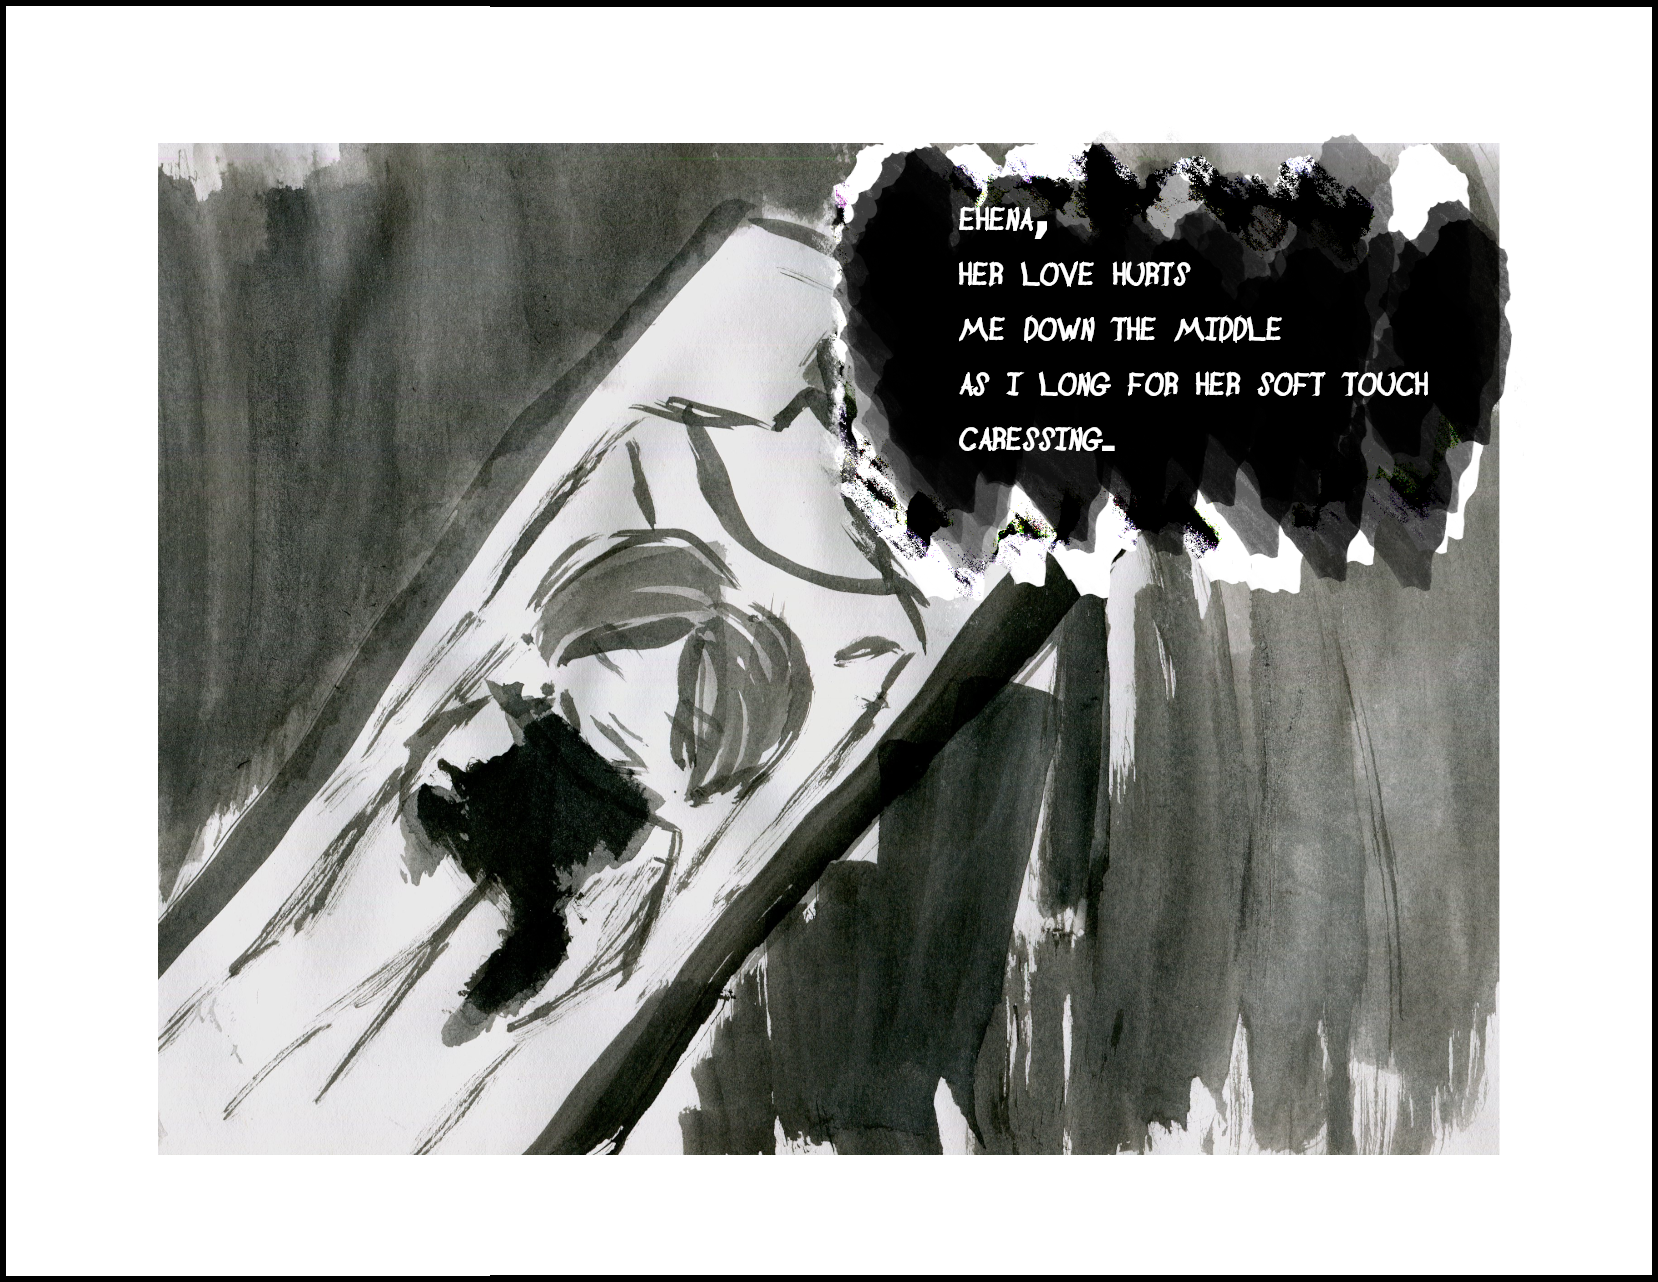 EHENA,
HER LOVE HURTS
ME DOWN THE MIDDLE
AS I LONG FOR HER SOFT TOUCH
CARESSING_